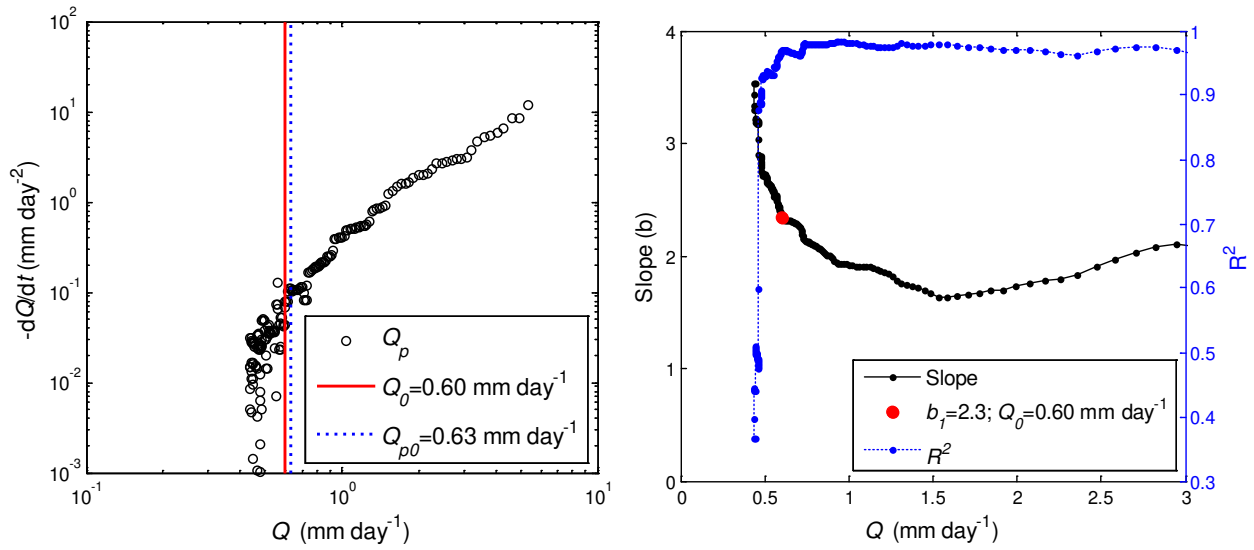 10^2
10^1
10^0
10^-1
10^-2
10^-3
-dQ/dt (mm day^-2)
10^-1
10^0
10^1
Q (mm day^-1)
Q_p
Q_0=0.60 mm day^-1
Q_p0=0.63 mm day^-1
4
3
2
1
0
Slope (b)
0
0.5
1
1.5
2
2.5
3
Q (mm day^-1)
1
0.9
0.8
0.7
0.6
0.5
0.4
0.3
R^2
Slope
b_1=2.3; Q_0=0.60 mm day^-1
R^2